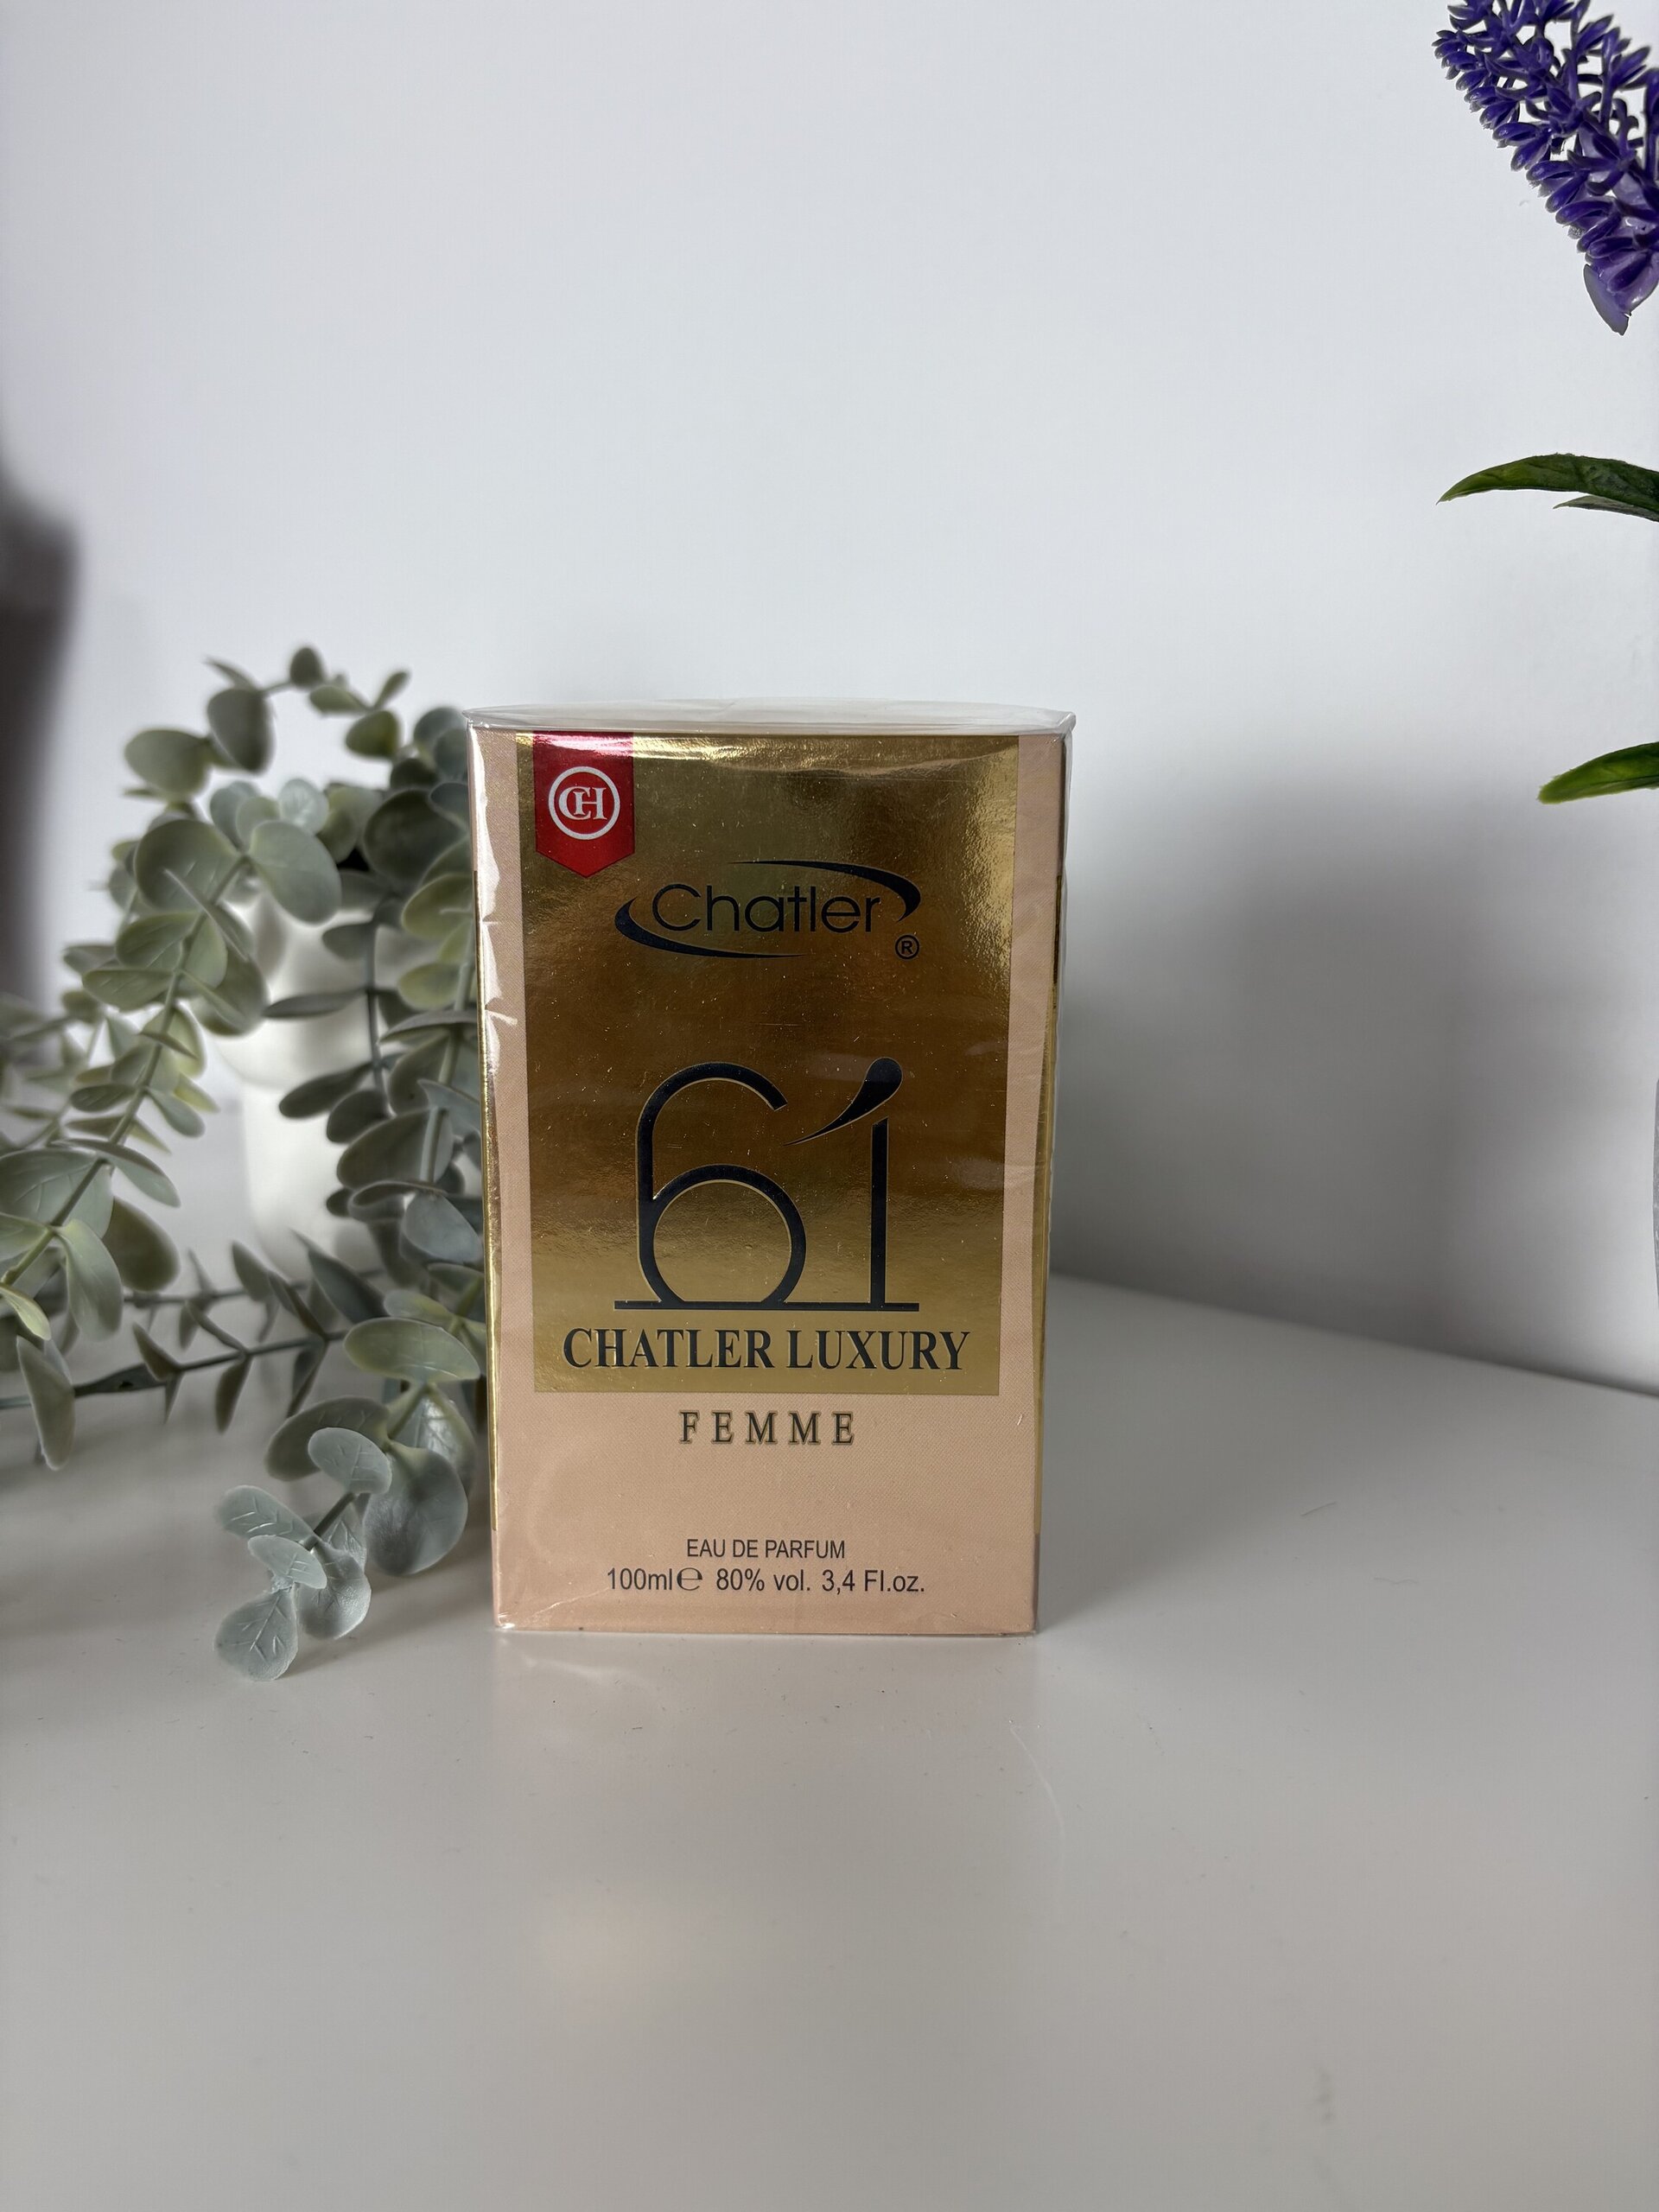 CH
Chatler®
61
CHATLER LUXURY
FEMME
EAU DE PARFUM
100ml℮ 80% vol. 3,4 Fl.oz.